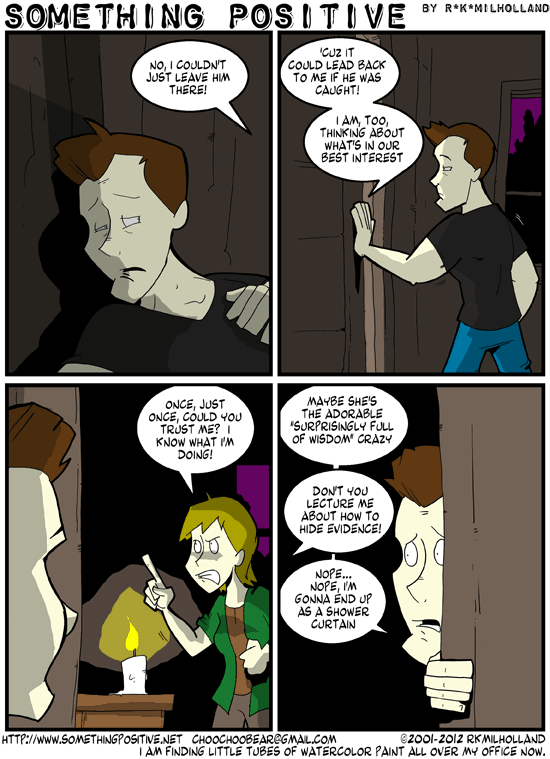 SOMETHING POSITIVE BY R*K*MILHOLLAND
NO, I COULDN'T
JUST LEAVE HIM
THERE!
'CUZ IT
COULD LEAD BACK
TO ME IF HE WAS
CAUGHT!
I AM, TOO,
THINKING ABOUT
WHAT'S IN OUR
BEST INTEREST
ONCE, JUST
ONCE, COULD YOU
TRUST ME? I
KNOW WHAT I'M
DOING!
MAYBE SHE'S
THE ADORABLE
"SURPRISINGLY FULL
OF WISDOM" CRAZY
DON'T YOU
LECTURE ME
ABOUT HOW TO
HIDE EVIDENCE!
NOPE...
NOPE, I'M
GONNA END UP
AS A SHOWER
CURTAIN
HTTP://WWW.SOMETHINGPOSITIVE.NET CHOOCHOOBEAR@GMAIL.COM ©2001-2012 RKMILHOLLAND
I AM FINDING LITTLE TUBES OF WATERCOLOR PAINT ALL OVER MY OFFICE NOW.